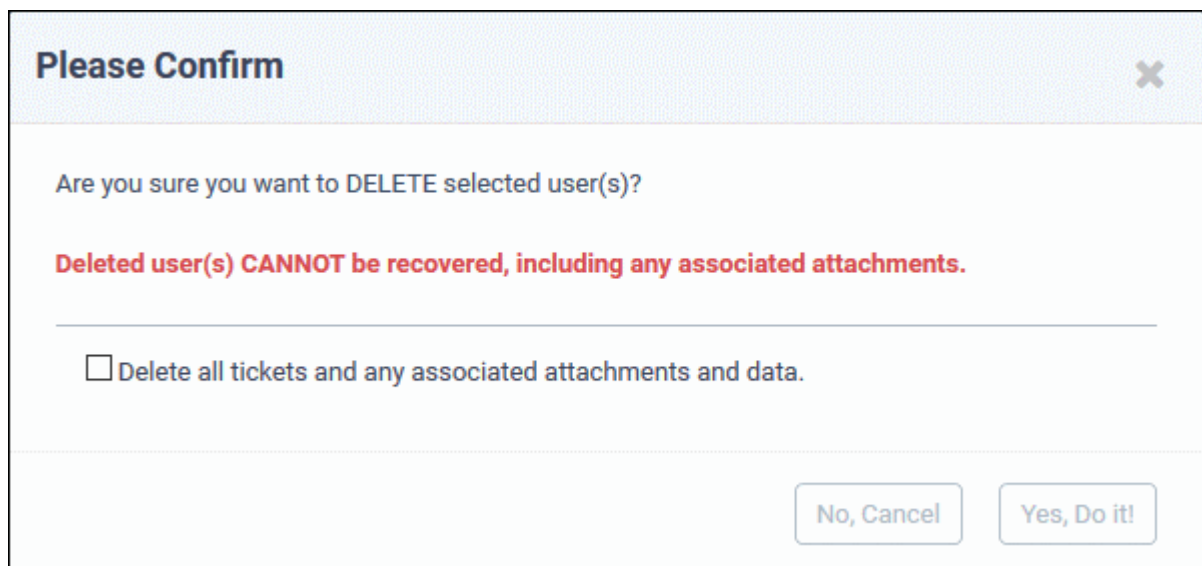 Please Confirm
Are you sure you want to DELETE selected user(s)?
Deleted user(s) CANNOT be recovered, including any associated attachments.
Delete all tickets and any associated attachments and data.
No, Cancel
Yes, Do it!